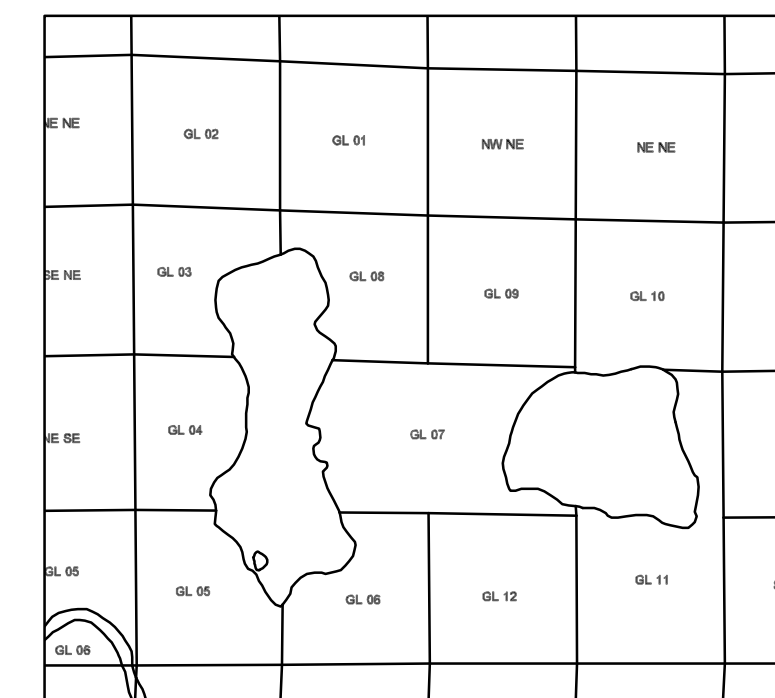 NE NE
GL 02
GL 01
NW NE
NE NE
SE NE
GL 03
GL 08
GL 09
GL 10
NE SE
GL 04
GL 07
GL 05
GL 05
GL 06
GL 12
GL 11
GL 06